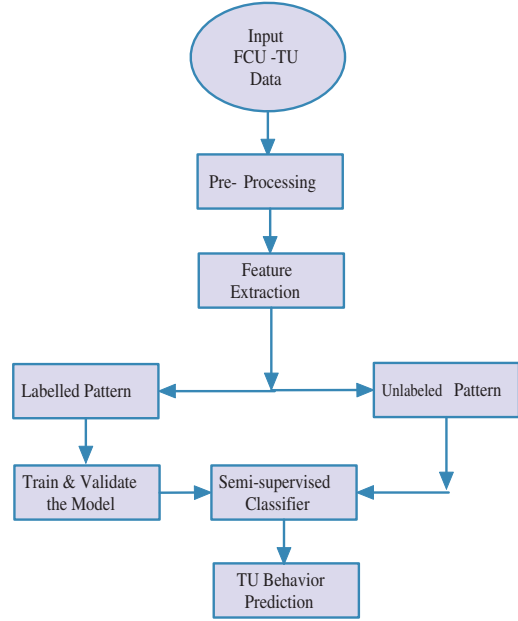 Input
FCU -TU
Data
Pre- Processing
Feature
Extraction
Labelled Pattern
Unlabeled Pattern
Train & Validate
the Model
Semi-supervised
Classifier
TU Behavior
Prediction